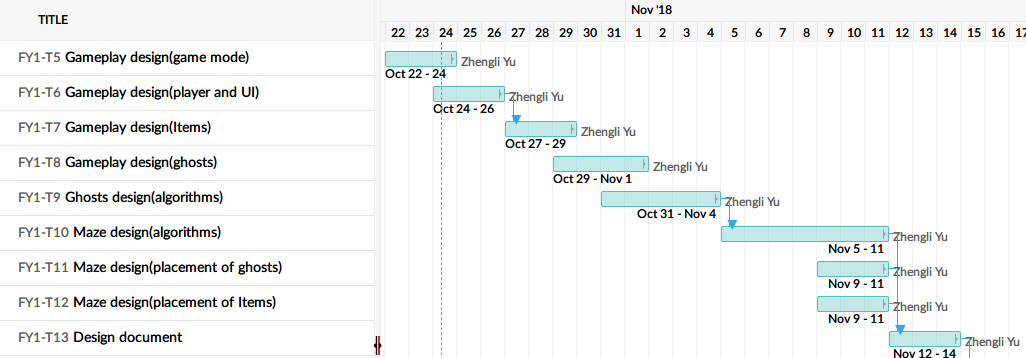 Nov '18
TITLE
22 23 24 25 26 27 28 29 30 31 1 2 3 4 5 6 7 8 9 10 11 12 13 14 15 16 17
FY1-T5 Gameplay design(game mode) Zhengli Yu
Oct 22 - 24
FY1-T6 Gameplay design(player and UI) Zhengli Yu
Oct 24 - 26
FY1-T7 Gameplay design(Items) Zhengli Yu
Oct 27 - 29
FY1-T8 Gameplay design(ghosts) Zhengli Yu
Oct 29 - Nov 1
FY1-T9 Ghosts design(algorithms) Zhengli Yu
Oct 31 - Nov 4
FY1-T10 Maze design(algorithms) Zhengli Yu
Nov 5 - 11
FY1-T11 Maze design(placement of ghosts) Zhengli Yu
Nov 9 - 11
FY1-T12 Maze design(placement of Items) Zhengli Yu
Nov 9 - 11
FY1-T13 Design document Zhengli Yu
Nov 12 - 14